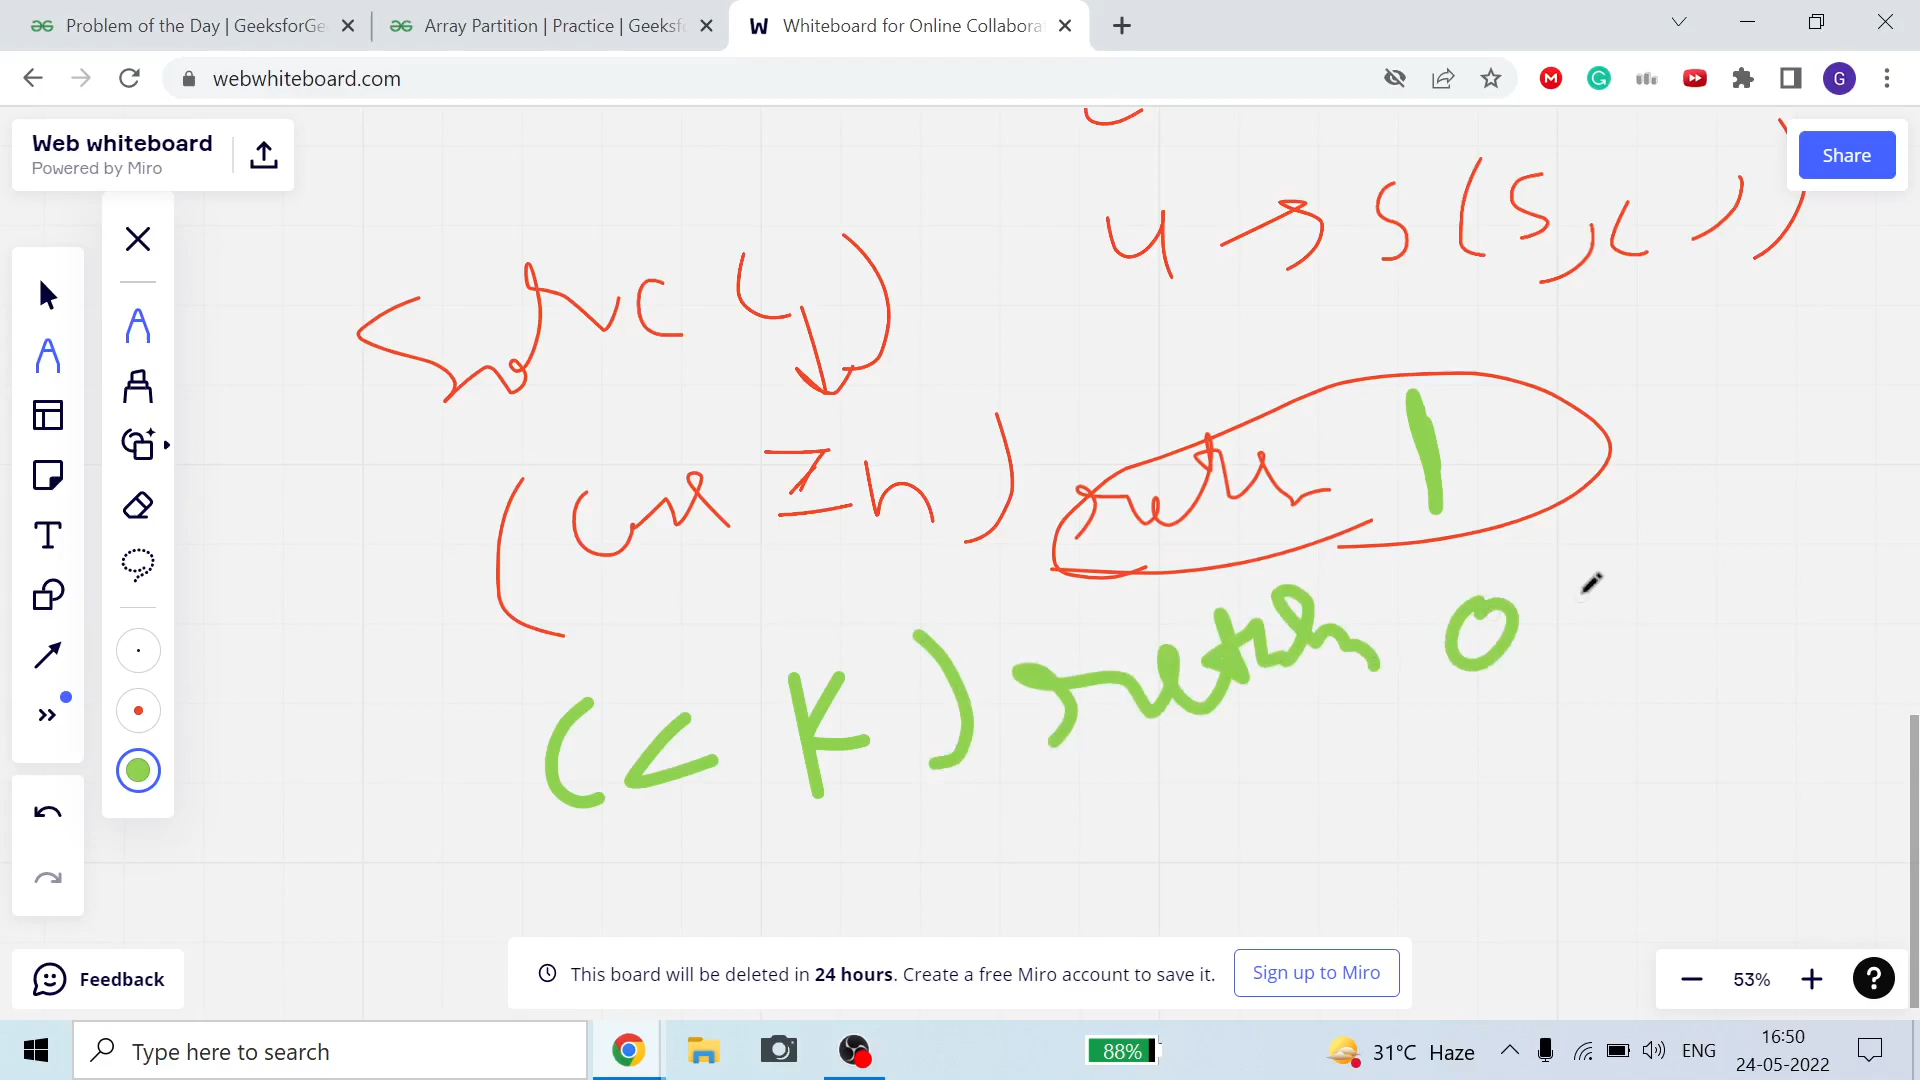 Problem of the Day | GeeksforGe
Array Partition | Practice | Geeksf
Whiteboard for Online Collabora
webwhiteboard.com
G
Web whiteboard
Powered by Miro
Share
u → S (S, C ))
solve ( )
(curr ≥ n) return 1
(< K) return 0
T
Feedback
This board will be deleted in 24 hours. Create a free Miro account to save it.
Sign up to Miro
53%
?
Type here to search
88%
31°C Haze
ENG
16:50
24-05-2022